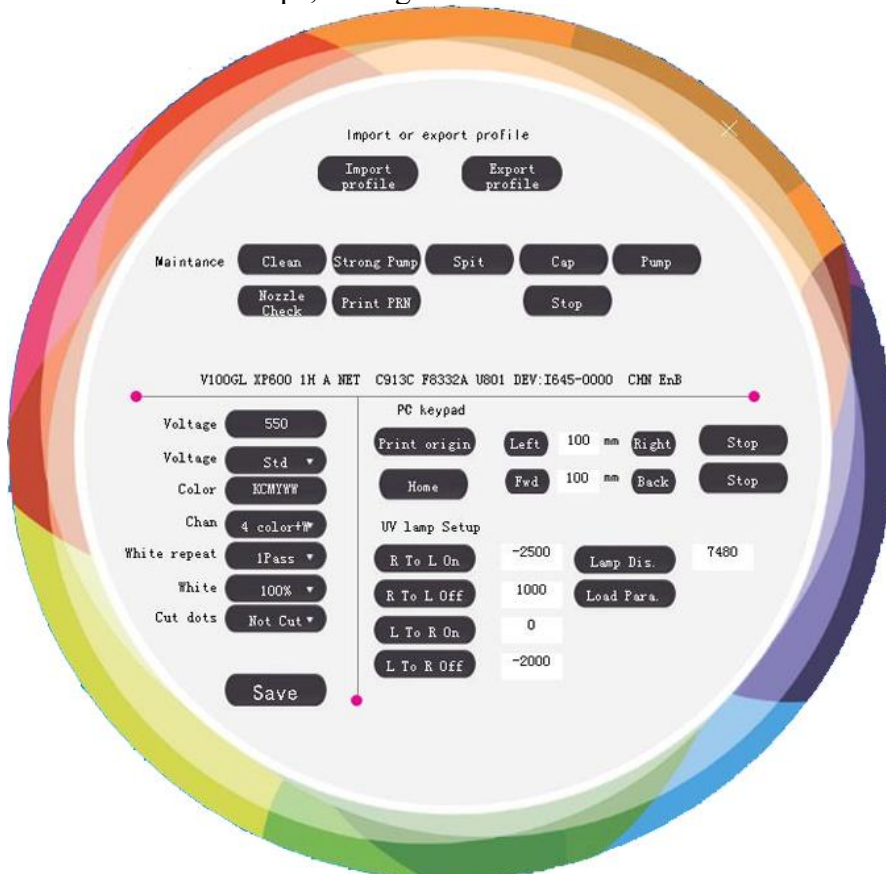 Import or export profile
Import profile
Export profile
Maintance
Clean
Strong Pump
Spit
Cap
Pump
Nozzle Check
Print PRN
Stop
V100GL XP600 1H A NET C913C F8332A U801 DEV:I645-0000 CHN EnB
Voltage 550
Voltage Std
Color KCMYWW
Chan 4 color+W
White repeat 1Pass
White 100%
Cut dots Not Cut
Save
PC keypad
Print origin Left 100 mm Right Stop
Home Fwd 100 mm Back Stop
UV lamp Setup
R To L On -2500 Lamp Dis. 7480
R To L Off 1000 Load Para.
L To R On 0
L To R Off -2000